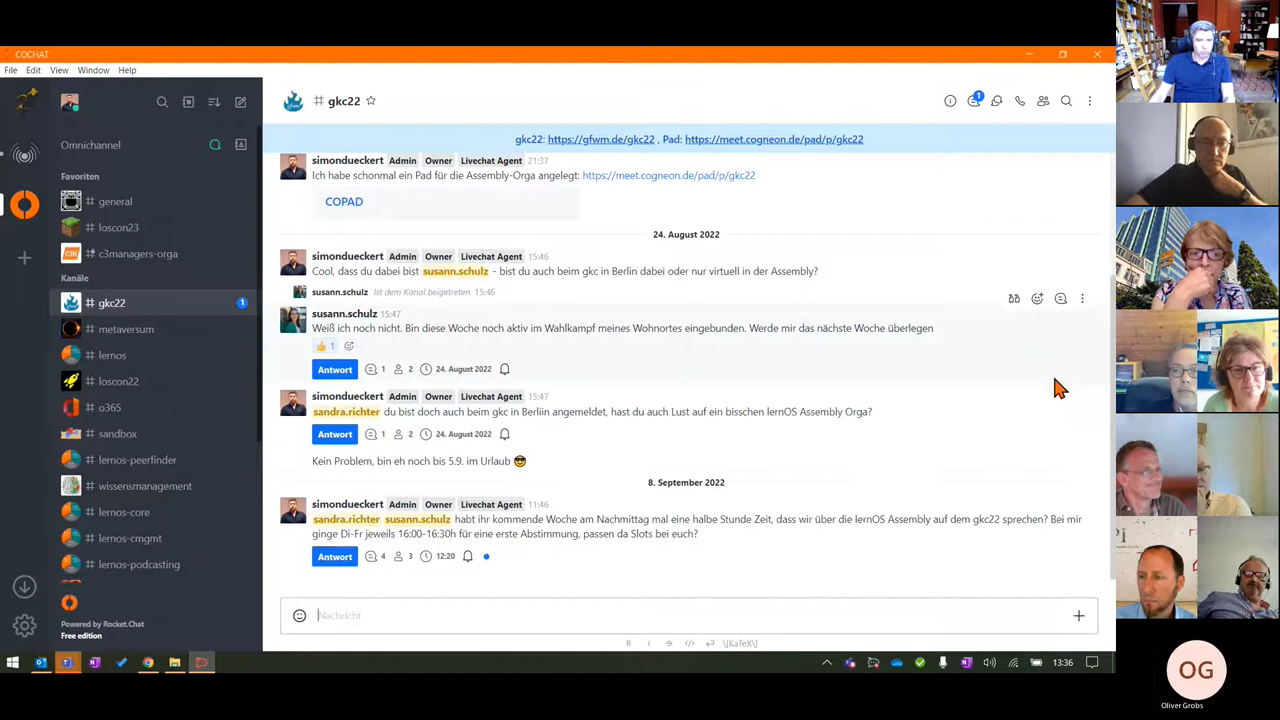 COCHAT
File Edit View Window Help
Omnichannel
Favoriten
general
loscon23
c3managers-orga
Kanäle
# gkc22 1
# metaversum
# lernos
# loscon22
# o365
# sandbox
# lernos-peerfinder
wissensmanagement
# lernos-core
# lernos-cmgmt
# lernos-podcasting
Powered by Rocket.Chat
Free edition
# gkc22
1
gkc22: https://gfwm.de/gkc22 , Pad: https://meet.cogneon.de/pad/p/gkc22
simondueckert Admin Owner Livechat Agent 21:37
Ich habe schonmal ein Pad für die Assembly-Orga angelegt: https://meet.cogneon.de/pad/p/gkc22
COPAD
24. August 2022
simondueckert Admin Owner Livechat Agent 15:46
Cool, dass du dabei bist susann.schulz - bist du auch beim gkc in Berlin dabei oder nur virtuell in der Assembly?
susann.schulz Ist dem Kanal beigetreten 15:46
susann.schulz 15:47
Weiß ich noch nicht. Bin diese Woche noch aktiv im Wahlkampf meines Wohnortes eingebunden. Werde mir das nächste Woche überlegen
👍 1
Antwort 1 2 24. August 2022
simondueckert Admin Owner Livechat Agent 15:47
sandra.richter du bist doch auch beim gkc in Berliin angemeldet, hast du auch Lust auf ein bisschen lernOS Assembly Orga?
Antwort 1 2 24. August 2022
Kein Problem, bin eh noch bis 5.9. im Urlaub 😎
8. September 2022
simondueckert Admin Owner Livechat Agent 11:46
sandra.richter susann.schulz habt ihr kommende Woche am Nachmittag mal eine halbe Stunde Zeit, dass wir über die lernOS Assembly auf dem gkc22 sprechen? Bei mir
ginge Di-Fr jeweils 16:00-16:30h für eine erste Abstimmung, passen da Slots bei euch?
Antwort 4 3 12:20
Nachricht
B i S </> \[KaTeX\]
13:36
OG
Oliver Grobs